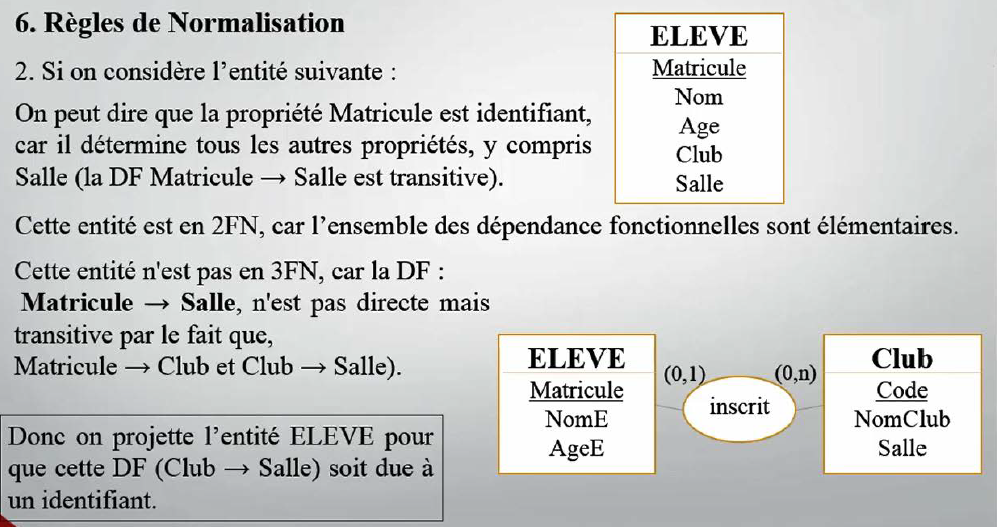 6. Règles de Normalisation
2. Si on considère l'entité suivante :
On peut dire que la propriété Matricule est identifiant,
car il détermine tous les autres propriétés, y compris
Salle (la DF Matricule → Salle est transitive).
ELEVE
Matricule
Nom
Age
Club
Salle
Cette entité est en 2FN, car l'ensemble des dépendance fonctionnelles sont élémentaires.
Cette entité n'est pas en 3FN, car la DF :
Matricule → Salle, n'est pas directe mais
transitive par le fait que,
Matricule → Club et Club → Salle).
Donc on projette l'entité ELEVE pour
que cette DF (Club → Salle) soit due à
un identifiant.
ELEVE
Matricule
NomE
AgeE
(0,1)
inscrit
(0,n)
Club
Code
NomClub
Salle